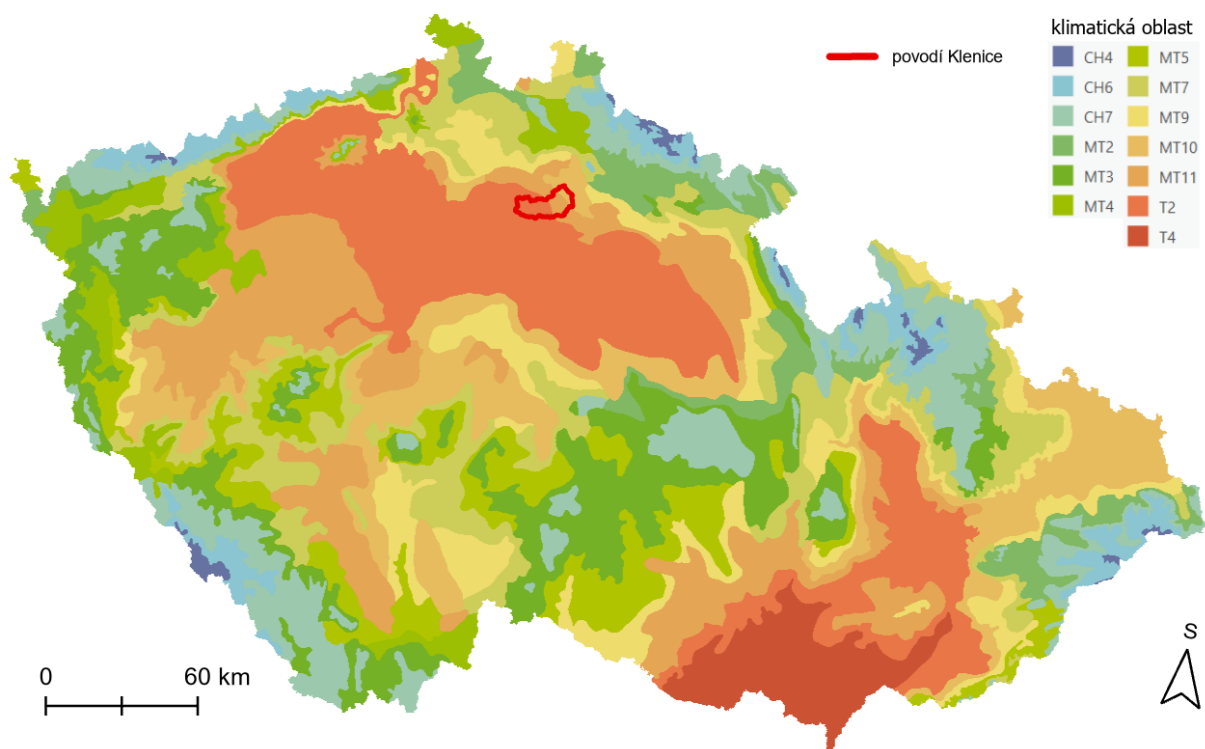 klimatická oblast
povodí Klenice
CH4 MT5
CH6 MT7
CH7 MT9
MT2 MT10
MT3 MT11
MT4 T2
T4
0 60 km
S